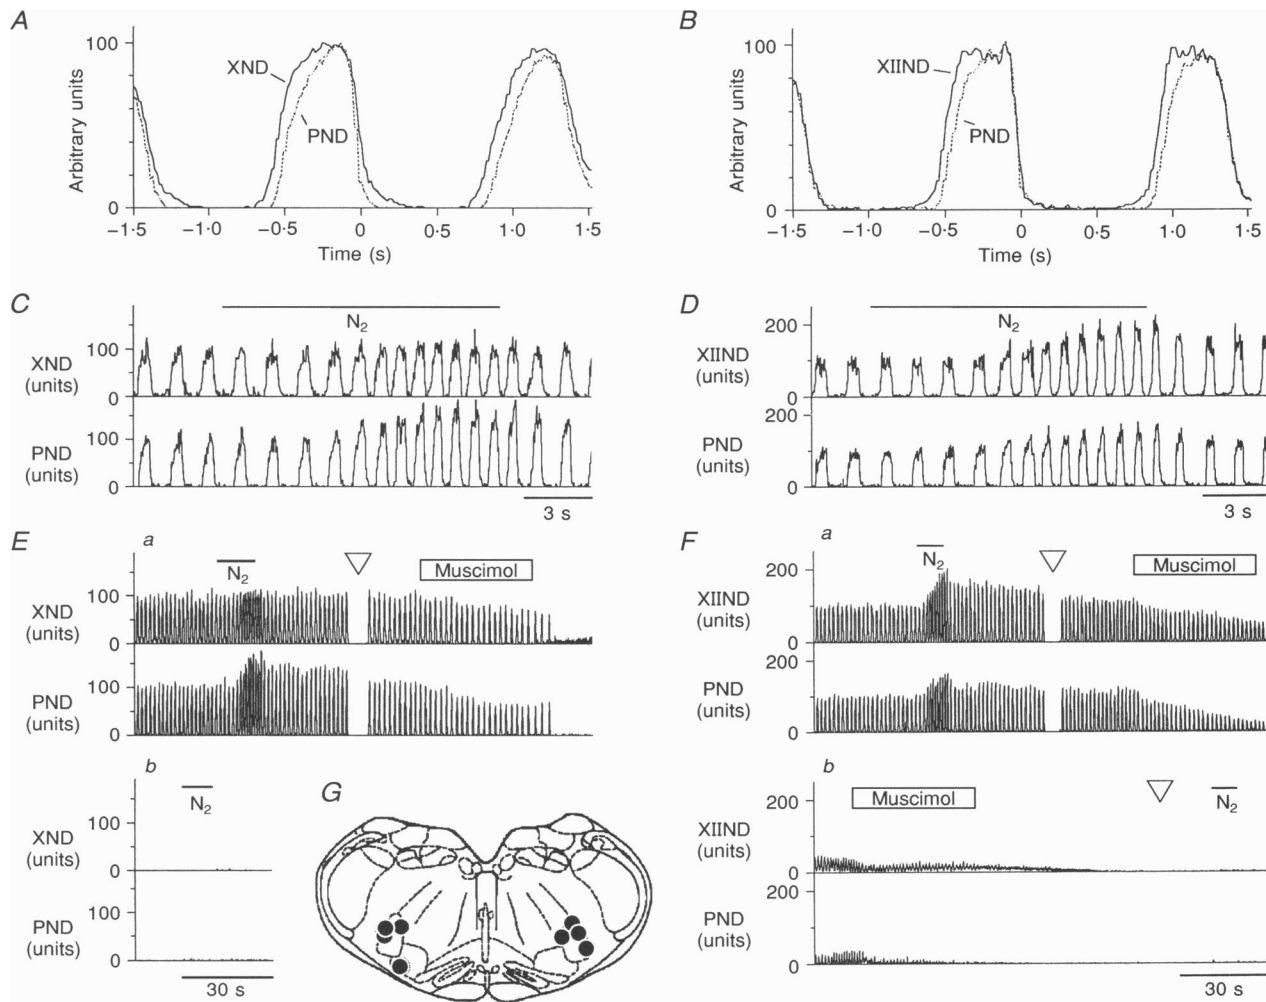 A
100
Arbitrary units
0
XND
PND
−1·5 −1·0 −0·5 0 0·5 1·0 1·5
Time (s)
B
100
Arbitrary units
0
XIIND
PND
−1·5 −1·0 −0·5 0 0·5 1·0 1·5
Time (s)
C
N2
XND
(units)
100
0
PND
(units)
100
0
3 s
D
N2
XIIND
(units)
200
0
PND
(units)
200
0
3 s
E
a
N2
Muscimol
XND
(units)
100
0
PND
(units)
100
0
b
N2
XND
(units)
100
0
PND
(units)
100
0
30 s
G
F
a
N2
Muscimol
XIIND
(units)
200
0
PND
(units)
200
0
b
Muscimol
N2
XIIND
(units)
200
0
PND
(units)
200
0
30 s